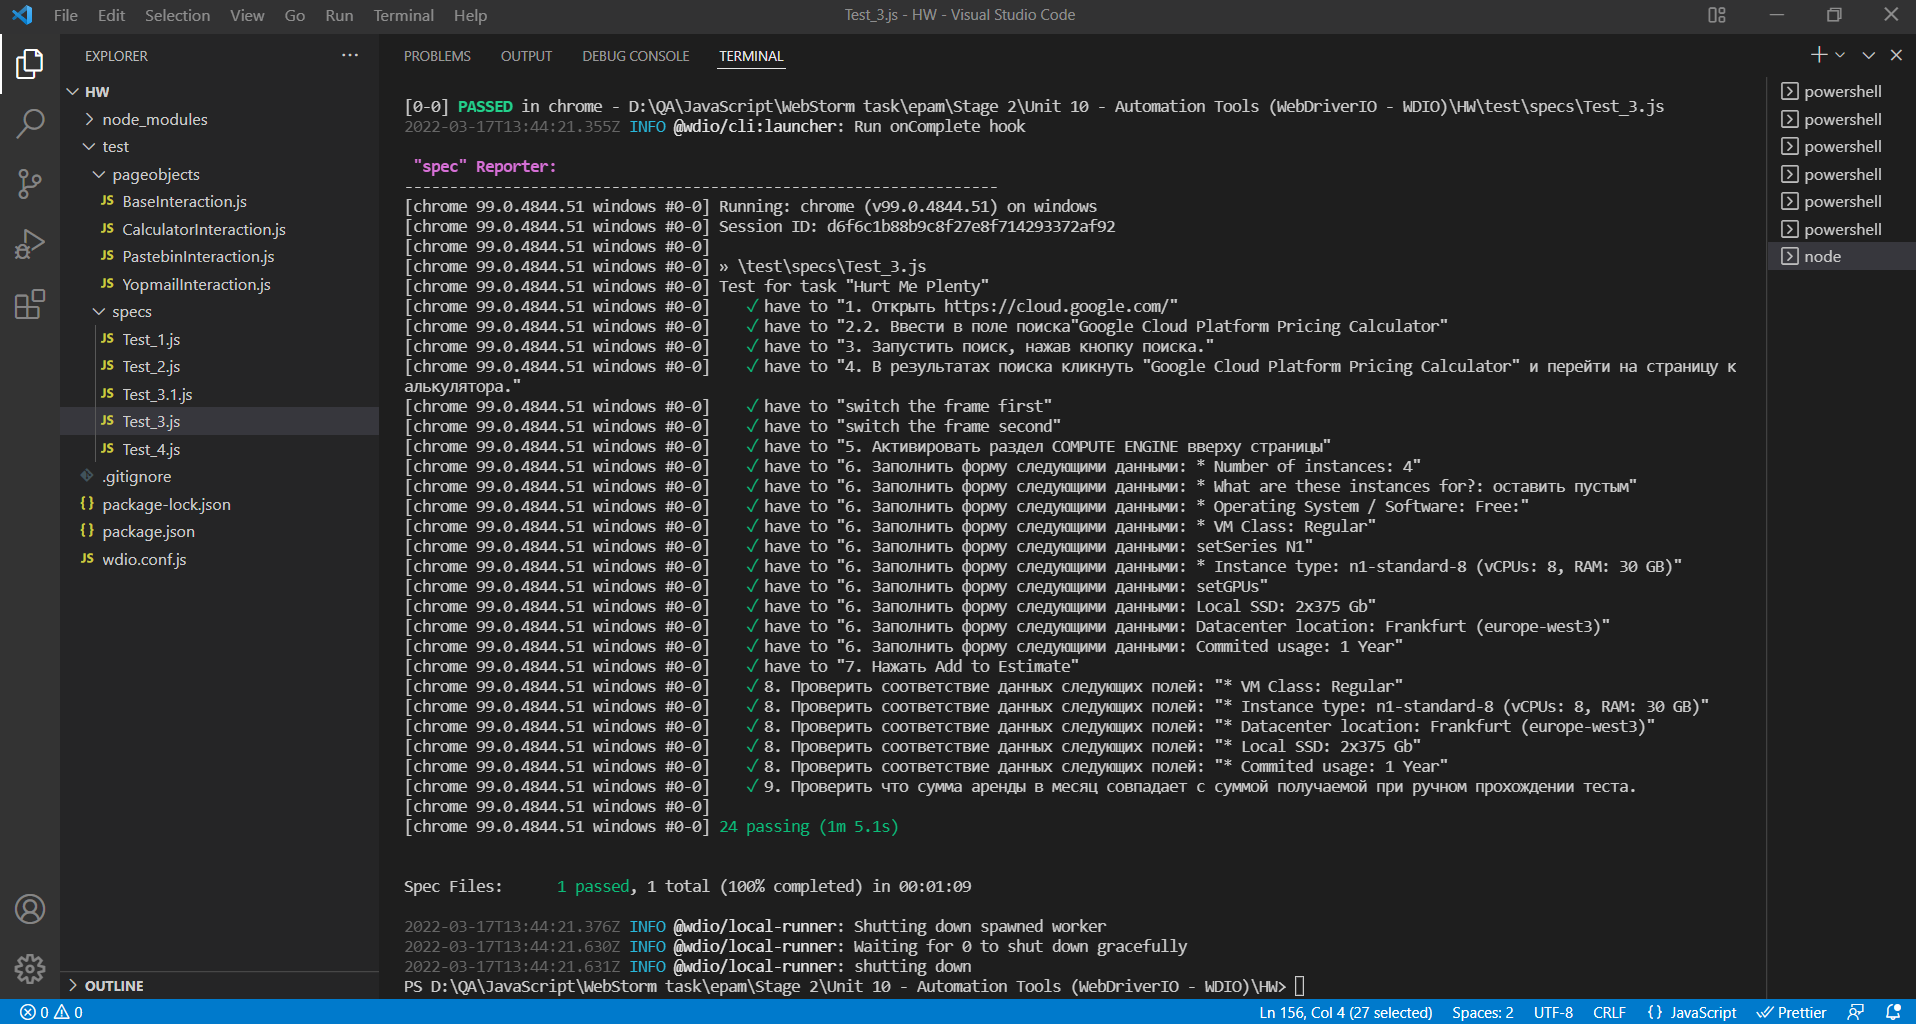 File Edit Selection View Go Run Terminal Help
Test_3.js - HW - Visual Studio Code
EXPLORER
HW
node_modules
test
pageobjects
JS BaseInteraction.js
JS CalculatorInteraction.js
JS PastebinInteraction.js
JS YopmailInteraction.js
specs
JS Test_1.js
JS Test_2.js
JS Test_3.1.js
JS Test_3.js
JS Test_4.js
.gitignore
{} package-lock.json
{} package.json
JS wdio.conf.js
OUTLINE
PROBLEMS OUTPUT DEBUG CONSOLE TERMINAL
[0-0] PASSED in chrome - D:\QA\JavaScript\WebStorm task\epam\Stage 2\Unit 10 - Automation Tools (WebDriverIO - WDIO)\HW\test\specs\Test_3.js
2022-03-17T13:44:21.355Z INFO @wdio/cli:launcher: Run onComplete hook
"spec" Reporter:
------------------------------------------------------------------
[chrome 99.0.4844.51 windows #0-0] Running: chrome (v99.0.4844.51) on windows
[chrome 99.0.4844.51 windows #0-0] Session ID: d6f6c1b88b9c8f27e8f714293372af92
[chrome 99.0.4844.51 windows #0-0]
[chrome 99.0.4844.51 windows #0-0] » \test\specs\Test_3.js
[chrome 99.0.4844.51 windows #0-0] Test for task "Hurt Me Plenty"
[chrome 99.0.4844.51 windows #0-0] ✓ have to "1. Открыть https://cloud.google.com/"
[chrome 99.0.4844.51 windows #0-0] ✓ have to "2.2. Ввести в поле поиска"Google Cloud Platform Pricing Calculator"
[chrome 99.0.4844.51 windows #0-0] ✓ have to "3. Запустить поиск, нажав кнопку поиска."
[chrome 99.0.4844.51 windows #0-0] ✓ have to "4. В результатах поиска кликнуть "Google Cloud Platform Pricing Calculator" и перейти на страницу к
алькулятора."
[chrome 99.0.4844.51 windows #0-0] ✓ have to "switch the frame first"
[chrome 99.0.4844.51 windows #0-0] ✓ have to "switch the frame second"
[chrome 99.0.4844.51 windows #0-0] ✓ have to "5. Активировать раздел COMPUTE ENGINE вверху страницы"
[chrome 99.0.4844.51 windows #0-0] ✓ have to "6. Заполнить форму следующими данными: * Number of instances: 4"
[chrome 99.0.4844.51 windows #0-0] ✓ have to "6. Заполнить форму следующими данными: * What are these instances for?: оставить пустым"
[chrome 99.0.4844.51 windows #0-0] ✓ have to "6. Заполнить форму следующими данными: * Operating System / Software: Free:"
[chrome 99.0.4844.51 windows #0-0] ✓ have to "6. Заполнить форму следующими данными: * VM Class: Regular"
[chrome 99.0.4844.51 windows #0-0] ✓ have to "6. Заполнить форму следующими данными: setSeries N1"
[chrome 99.0.4844.51 windows #0-0] ✓ have to "6. Заполнить форму следующими данными: * Instance type: n1-standard-8 (vCPUs: 8, RAM: 30 GB)"
[chrome 99.0.4844.51 windows #0-0] ✓ have to "6. Заполнить форму следующими данными: setGPUs"
[chrome 99.0.4844.51 windows #0-0] ✓ have to "6. Заполнить форму следующими данными: Local SSD: 2x375 Gb"
[chrome 99.0.4844.51 windows #0-0] ✓ have to "6. Заполнить форму следующими данными: Datacenter location: Frankfurt (europe-west3)"
[chrome 99.0.4844.51 windows #0-0] ✓ have to "6. Заполнить форму следующими данными: Commited usage: 1 Year"
[chrome 99.0.4844.51 windows #0-0] ✓ have to "7. Нажать Add to Estimate"
[chrome 99.0.4844.51 windows #0-0] ✓ 8. Проверить соответствие данных следующих полей: "* VM Class: Regular"
[chrome 99.0.4844.51 windows #0-0] ✓ 8. Проверить соответствие данных следующих полей: "* Instance type: n1-standard-8 (vCPUs: 8, RAM: 30 GB)"
[chrome 99.0.4844.51 windows #0-0] ✓ 8. Проверить соответствие данных следующих полей: "* Datacenter location: Frankfurt (europe-west3)"
[chrome 99.0.4844.51 windows #0-0] ✓ 8. Проверить соответствие данных следующих полей: "* Local SSD: 2x375 Gb"
[chrome 99.0.4844.51 windows #0-0] ✓ 8. Проверить соответствие данных следующих полей: "* Commited usage: 1 Year"
[chrome 99.0.4844.51 windows #0-0] ✓ 9. Проверить что сумма аренды в месяц совпадает с суммой получаемой при ручном прохождении теста.
[chrome 99.0.4844.51 windows #0-0]
[chrome 99.0.4844.51 windows #0-0] 24 passing (1m 5.1s)
Spec Files: 1 passed, 1 total (100% completed) in 00:01:09
2022-03-17T13:44:21.376Z INFO @wdio/local-runner: Shutting down spawned worker
2022-03-17T13:44:21.630Z INFO @wdio/local-runner: Waiting for 0 to shut down gracefully
2022-03-17T13:44:21.631Z INFO @wdio/local-runner: shutting down
PS D:\QA\JavaScript\WebStorm task\epam\Stage 2\Unit 10 - Automation Tools (WebDriverIO - WDIO)\HW>
powershell
powershell
powershell
powershell
powershell
powershell
node
0 0
Ln 156, Col 4 (27 selected) Spaces: 2 UTF-8 CRLF {} JavaScript Prettier